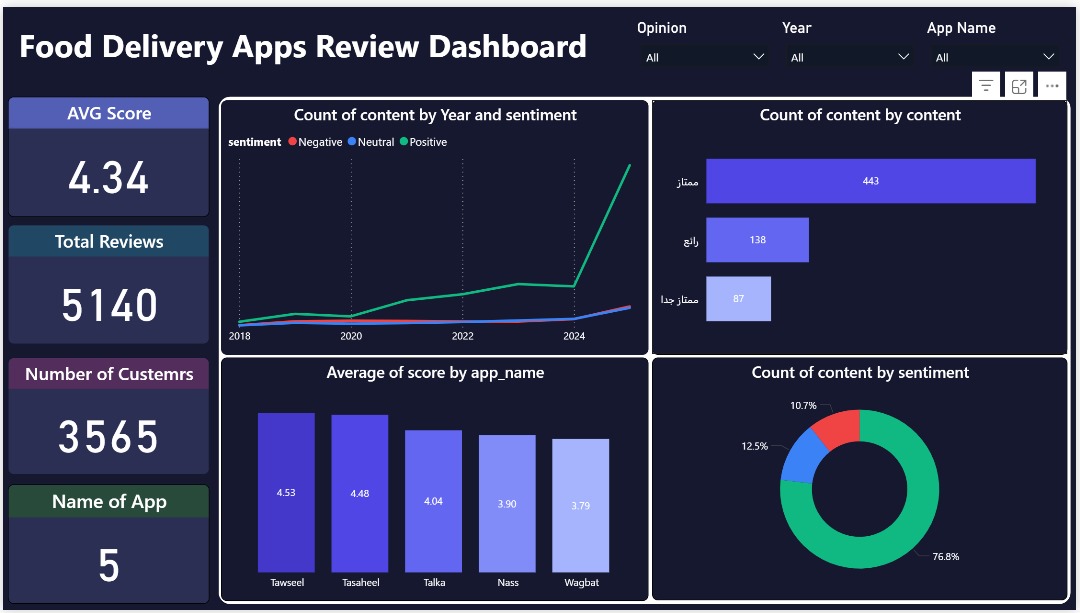 Food Delivery Apps Review Dashboard
Opinion
All
Year
All
App Name
All
AVG Score
4.34
Total Reviews
5140
Number of Custemrs
3565
Name of App
5
Count of content by Year and sentiment
sentiment Negative Neutral Positive
2018 2020 2022 2024
Count of content by content
ممتاز 443
رائع 138
ممتاز جدا 87
Average of score by app_name
4.53 4.48 4.04 3.90 3.79
Tawseel Tasaheel Talka Nass Wagbat
Count of content by sentiment
10.7%
12.5%
76.8%